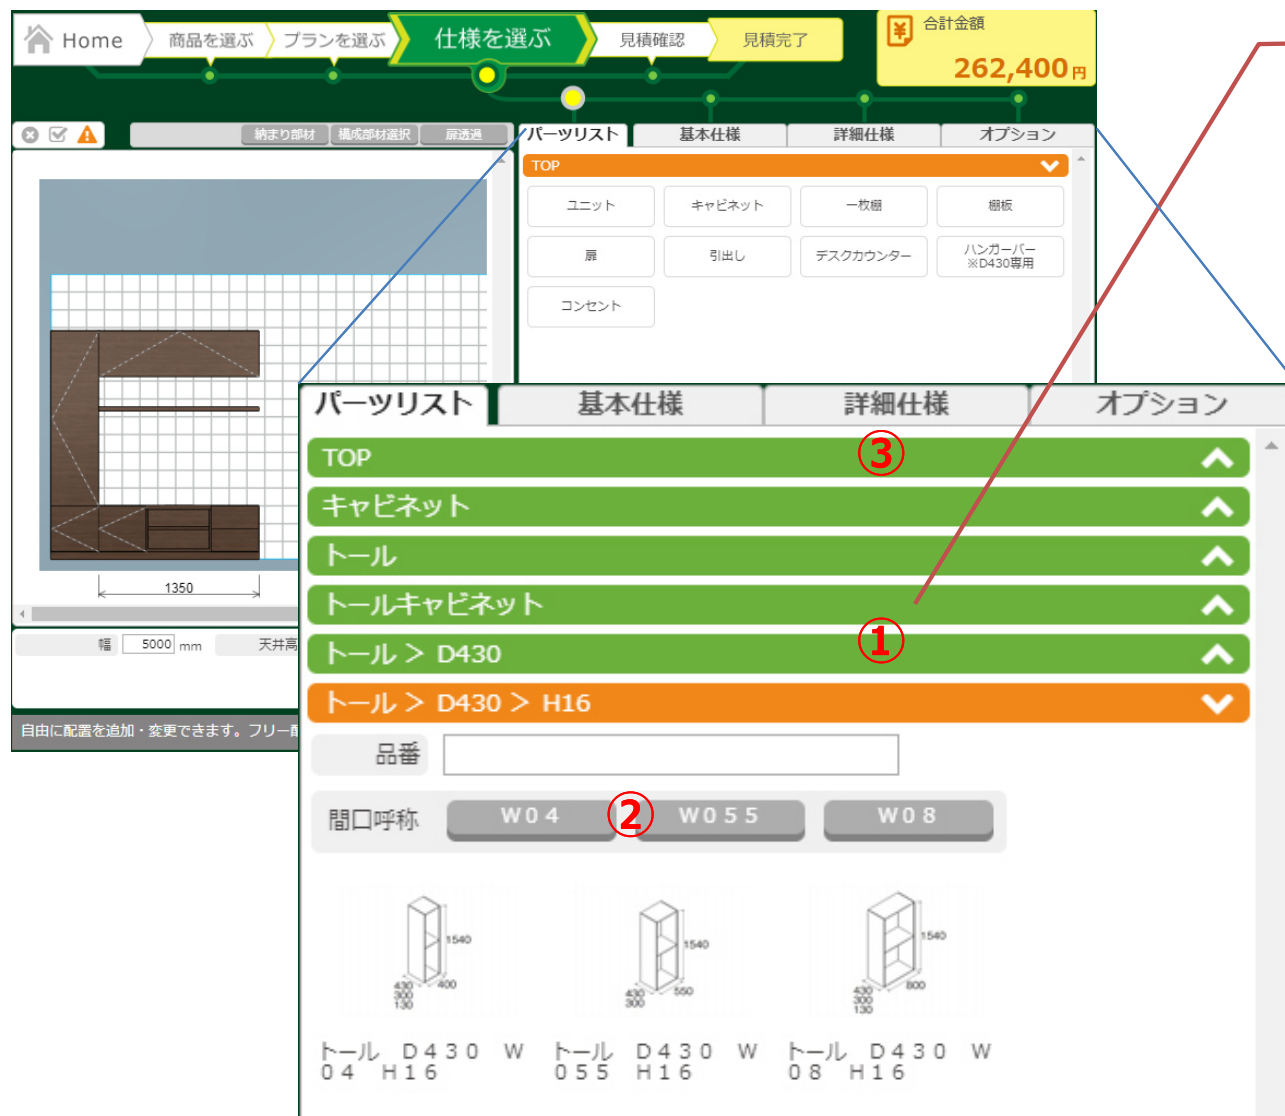 Home
商品を選ぶ
プランを選ぶ
仕様を選ぶ
見積確認
見積完了
合計金額
262,400円
納まり部材
構成部材選択
扉透過
パーツリスト
基本仕様
詳細仕様
オプション
TOP
ユニット
キャビネット
一枚棚
棚板
扉
引出し
デスクカウンター
ハンガーバー
※D430専用
コンセント
1350
幅 5000 mm 天井高
自由に配置を追加・変更できます。フリー
パーツリスト
基本仕様
詳細仕様
オプション
TOP
③
キャビネット
トール
トールキャビネット
①
トール > D430
トール > D430 > H16
品番
間口呼称
W04
②
W055
W08
1540
430
300
130
400
1540
430
300
550
1540
430
300
130
800
トール D430 W
04 H16
トール D430 W
055 H16
トール D430 W
08 H16